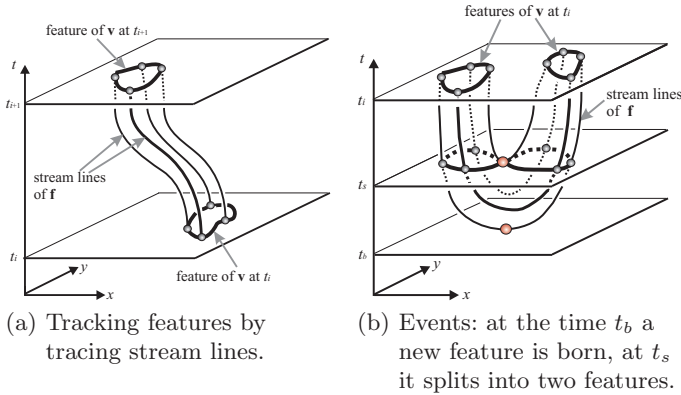 feature of v at ti+1
t
ti+1
stream lines
of f
ti
y
x
feature of v at ti
(a) Tracking features by
tracing stream lines.
features of v at ti
t
ti
stream lines
of f
ts
tb
y
x
(b) Events: at the time tb a
new feature is born, at ts
it splits into two features.